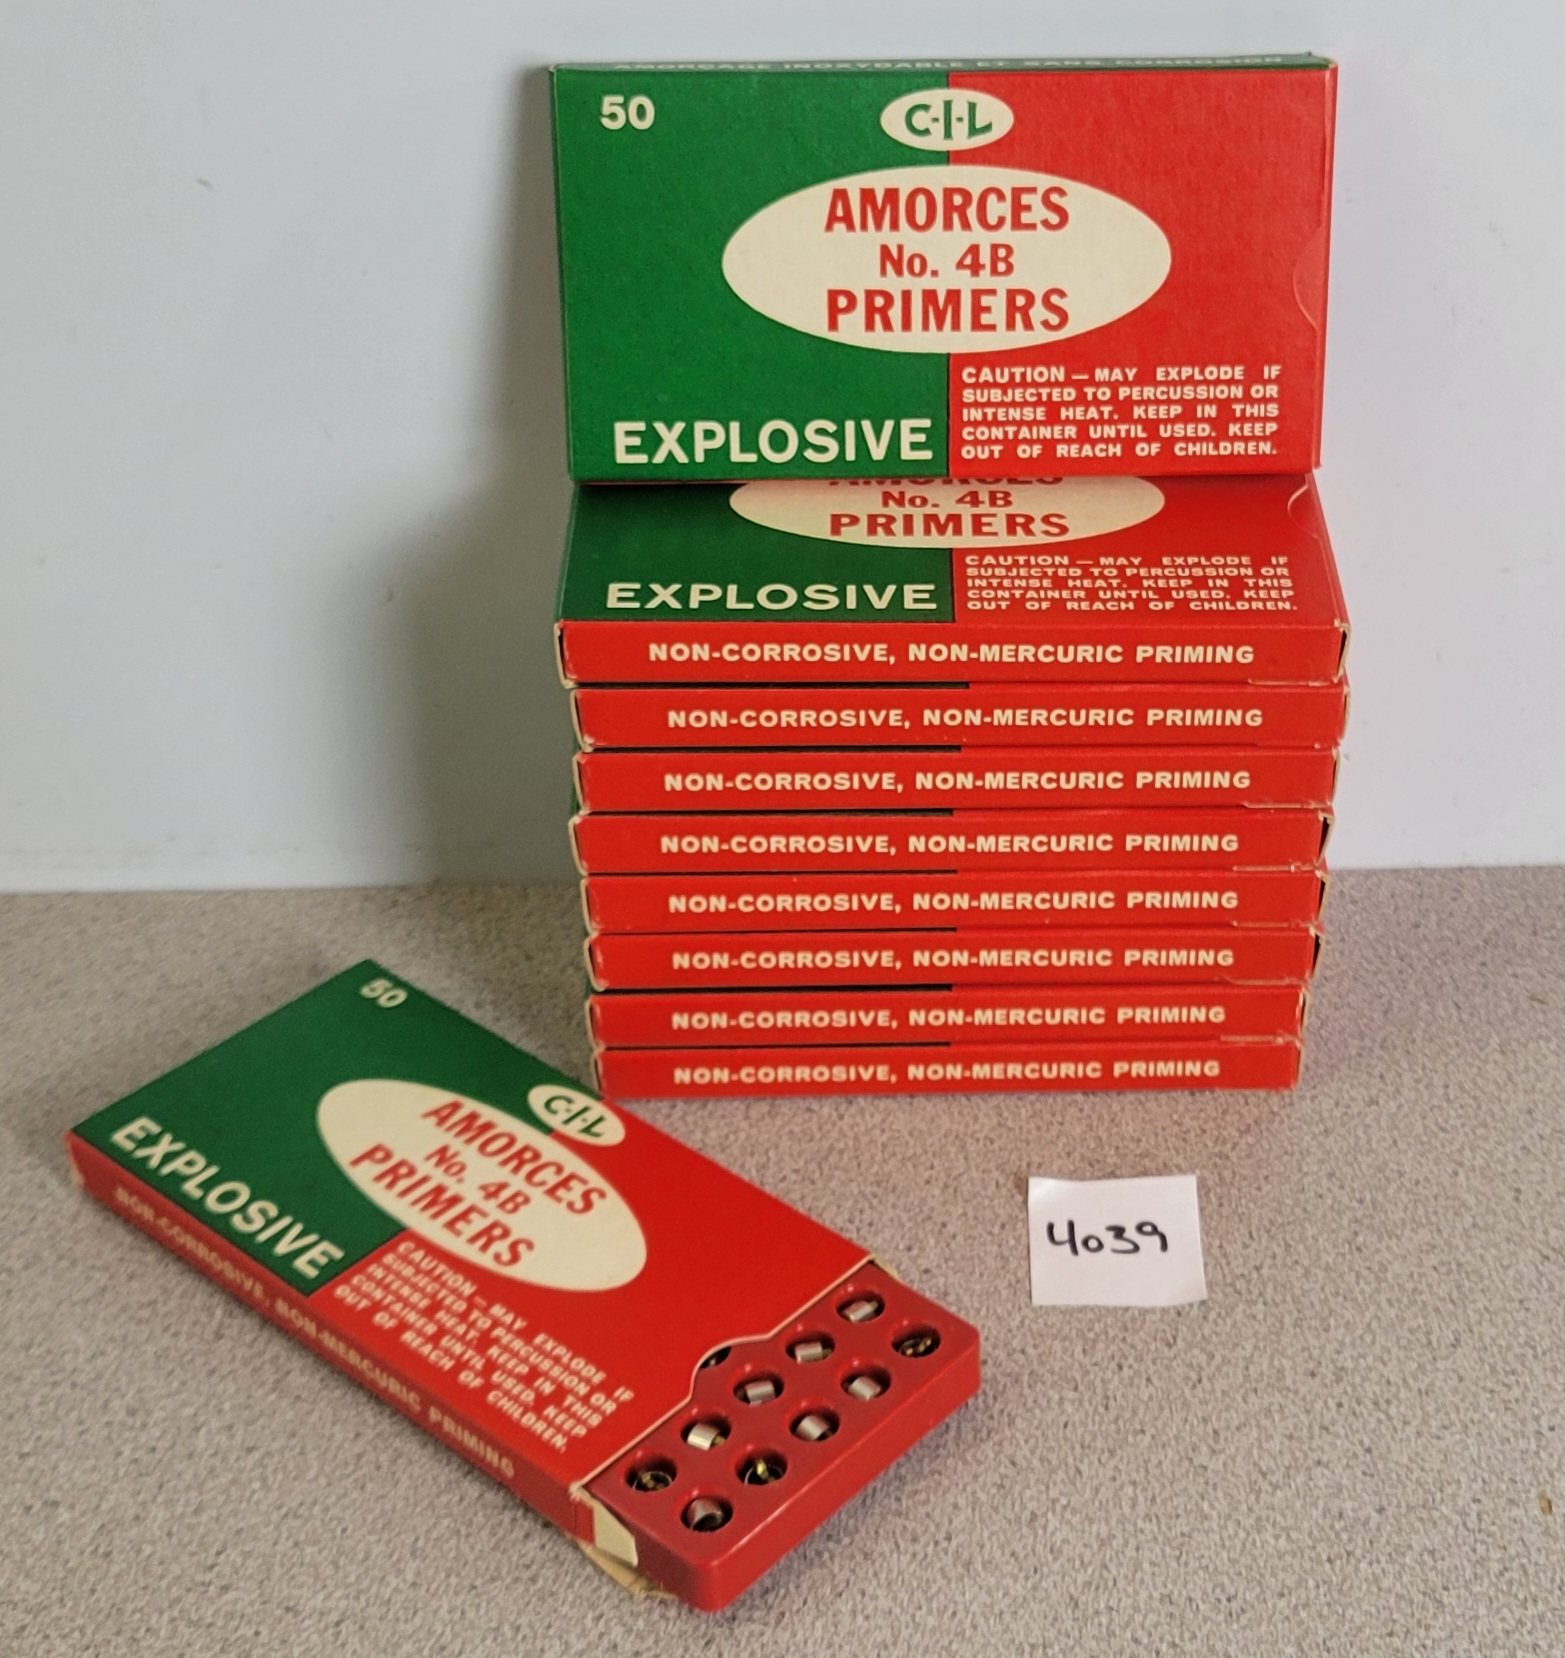 AMORÇAGE INOXYDABLE ET SANS CORROSION
50
C-I-L
AMORCES
No. 4B
PRIMERS
EXPLOSIVE
CAUTION — MAY EXPLODE IF
SUBJECTED TO PERCUSSION OR
INTENSE HEAT. KEEP IN THIS
CONTAINER UNTIL USED. KEEP
OUT OF REACH OF CHILDREN.
AMORCES
No. 4B
PRIMERS
EXPLOSIVE
CAUTION — MAY EXPLODE IF
SUBJECTED TO PERCUSSION OR
INTENSE HEAT. KEEP IN THIS
CONTAINER UNTIL USED. KEEP
OUT OF REACH OF CHILDREN.
NON-CORROSIVE, NON-MERCURIC PRIMING
NON-CORROSIVE, NON-MERCURIC PRIMING
NON-CORROSIVE, NON-MERCURIC PRIMING
NON-CORROSIVE, NON-MERCURIC PRIMING
NON-CORROSIVE, NON-MERCURIC PRIMING
NON-CORROSIVE, NON-MERCURIC PRIMING
NON-CORROSIVE, NON-MERCURIC PRIMING
NON-CORROSIVE, NON-MERCURIC PRIMING
50
C-I-L
AMORCES
No. 4B
PRIMERS
EXPLOSIVE
CAUTION — MAY EXPLODE IF
SUBJECTED TO PERCUSSION OR
INTENSE HEAT. KEEP IN THIS
CONTAINER UNTIL USED. KEEP
OUT OF REACH OF CHILDREN.
NON-CORROSIVE, NON-MERCURIC PRIMING
4039